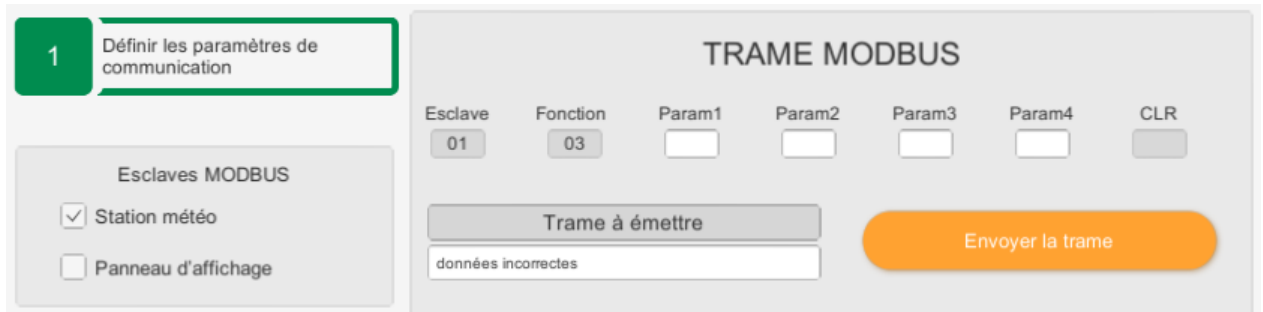 1
Définir les paramètres de
communication
Esclaves MODBUS
Station météo
Panneau d'affichage
TRAME MODBUS
Esclave Fonction Param1 Param2 Param3 Param4 CLR
01 03
Trame à émettre
données incorrectes
Envoyer la trame